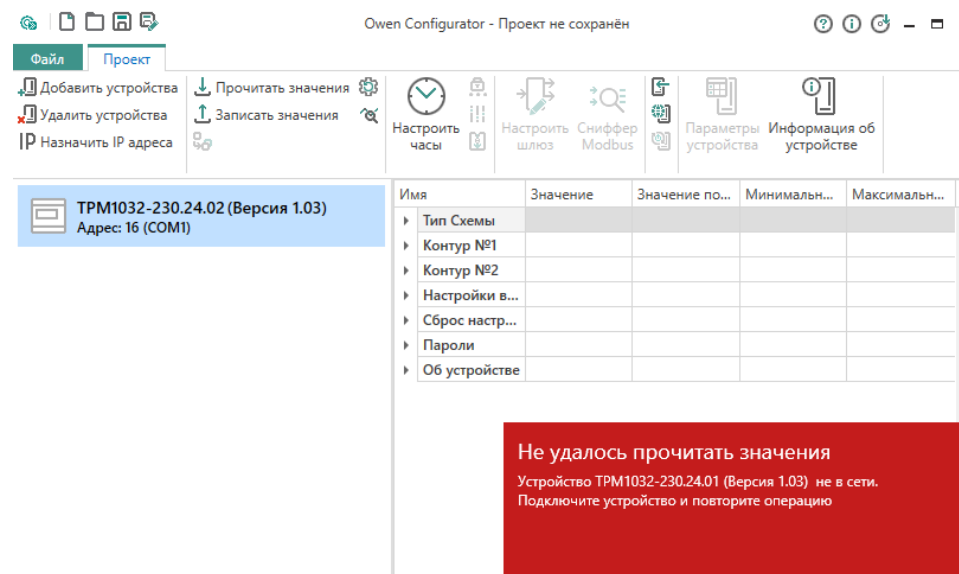 Owen Configurator - Проект не сохранён
Файл
Проект
Добавить устройства
Удалить устройства
IP Назначить IP адреса
Прочитать значения
Записать значения
Настроить
часы
Настроить
шлюз
Сниффер
Modbus
Параметры
устройства
Информация об
устройстве
ТРМ1032-230.24.02 (Версия 1.03)
Адрес: 16 (COM1)
Имя
Значение
Значение по...
Минимальн...
Максимальн...
Тип Схемы
Контур №1
Контур №2
Настройки в...
Сброс настр...
Пароли
Об устройстве
Не удалось прочитать значения
Устройство ТРМ1032-230.24.01 (Версия 1.03) не в сети.
Подключите устройство и повторите операцию